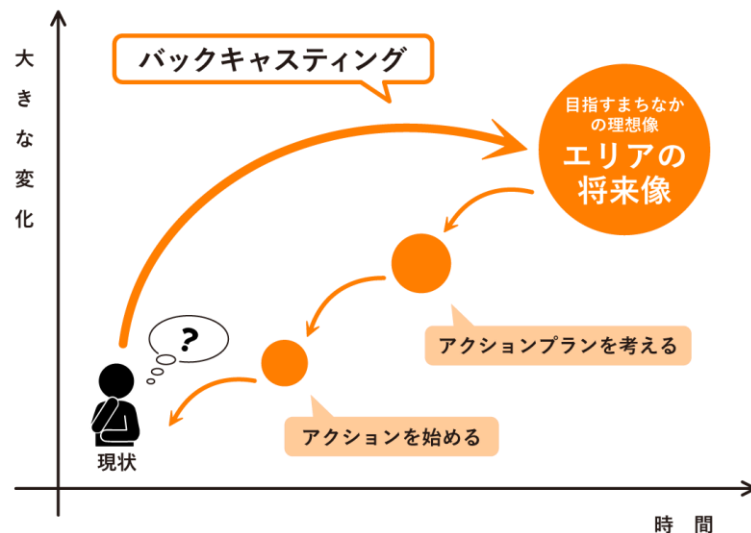 大きな変化
バックキャスティング
目指すまちなか
の理想像
エリアの
将来像
アクションプランを考える
?
アクションを始める
現状
時 間